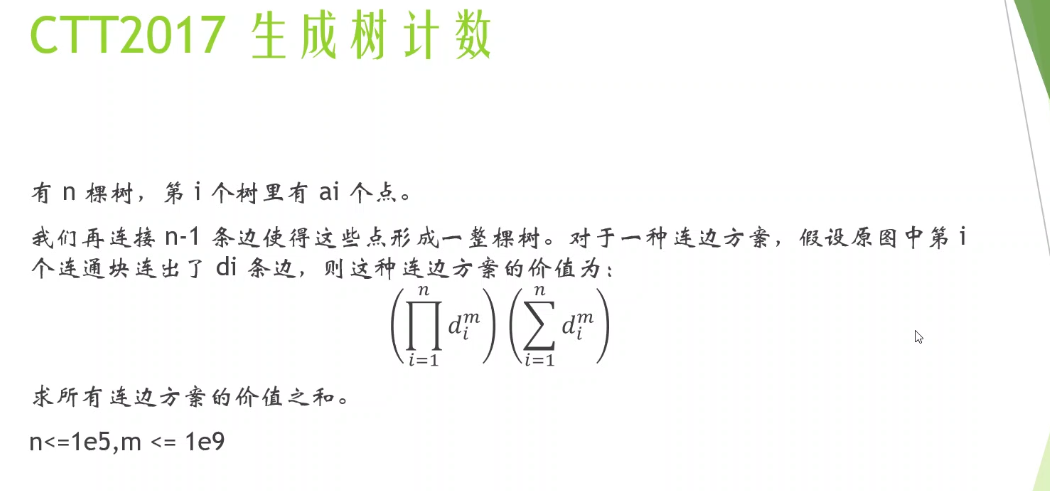 CTT2017 生成树计数
有 n 棵树，第 i 个树里有 ai 个点。
我们再连接 n-1 条边使得这些点形成一整棵树。对于一种连边方案，假设原图中第 i
个连通块连出了 di 条边，则这种连边方案的价值为：
$\left(\prod_{i=1}^{n} d_i^m\right)\left(\sum_{i=1}^{n} d_i^m\right)$
求所有连边方案的价值之和。
n<=1e5,m <= 1e9